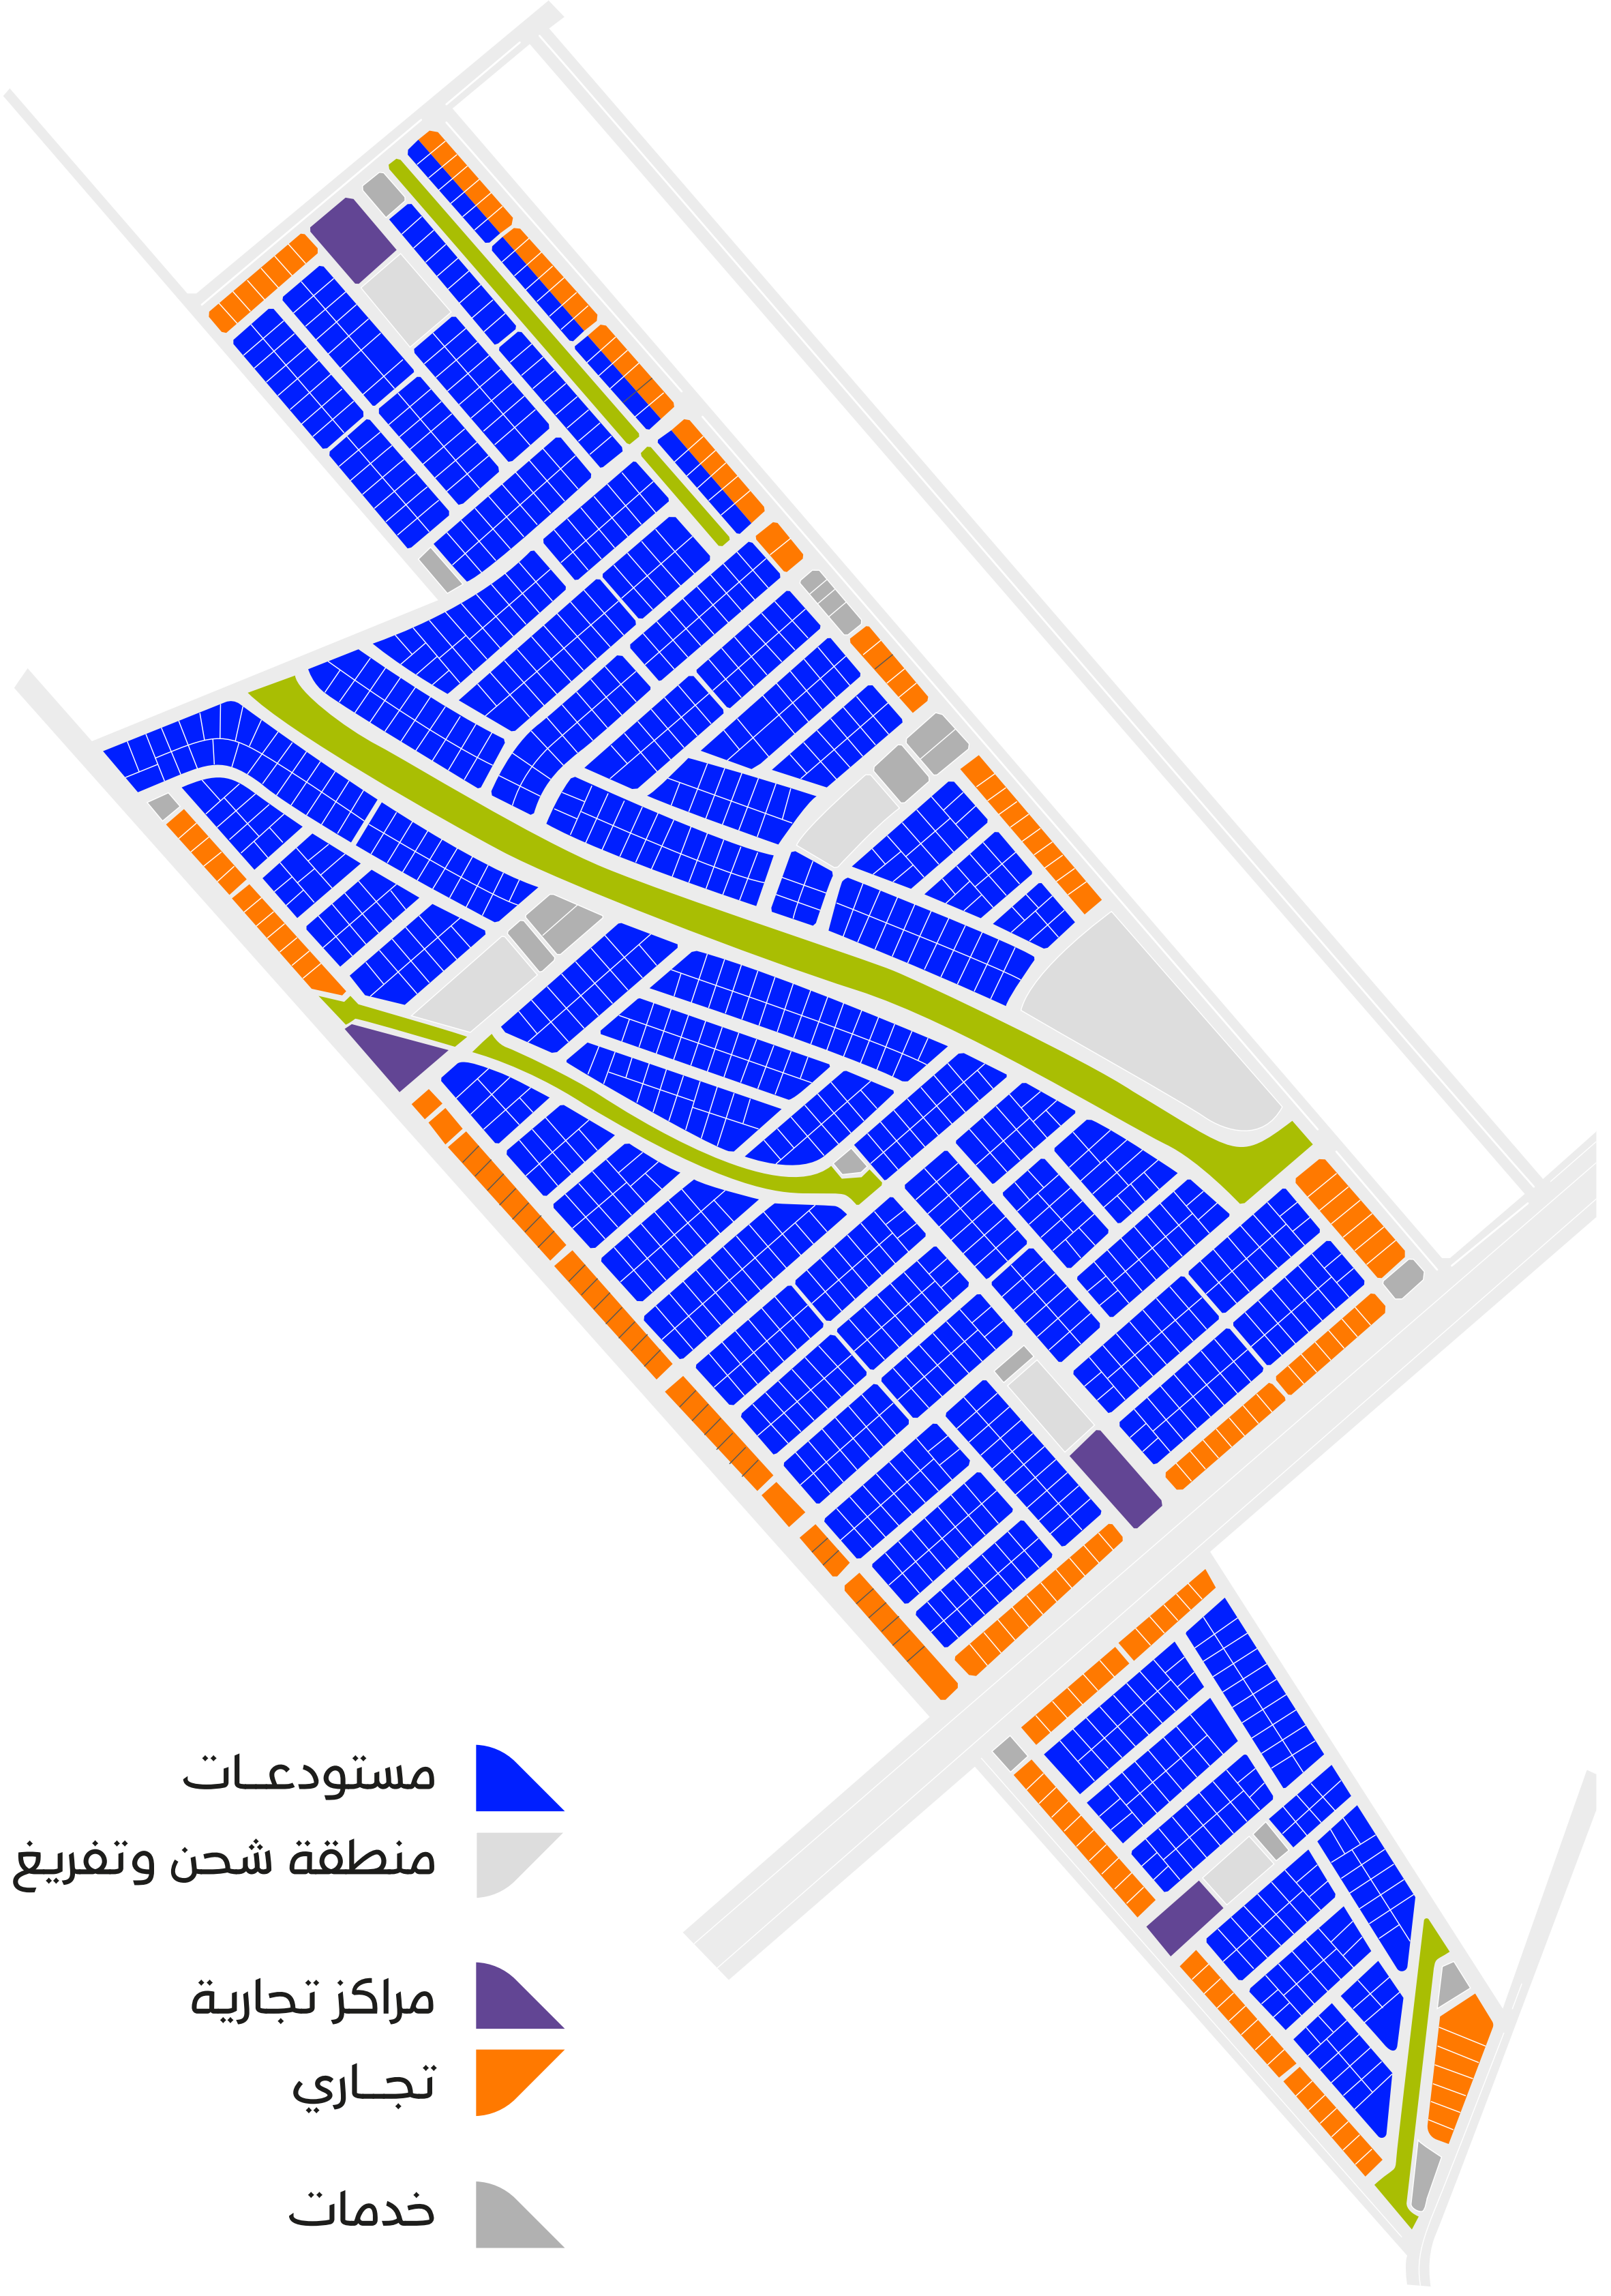 مستودعـات
منطقة شحن وتفريغ
مراكز تجارية
تجـاري
خدمات